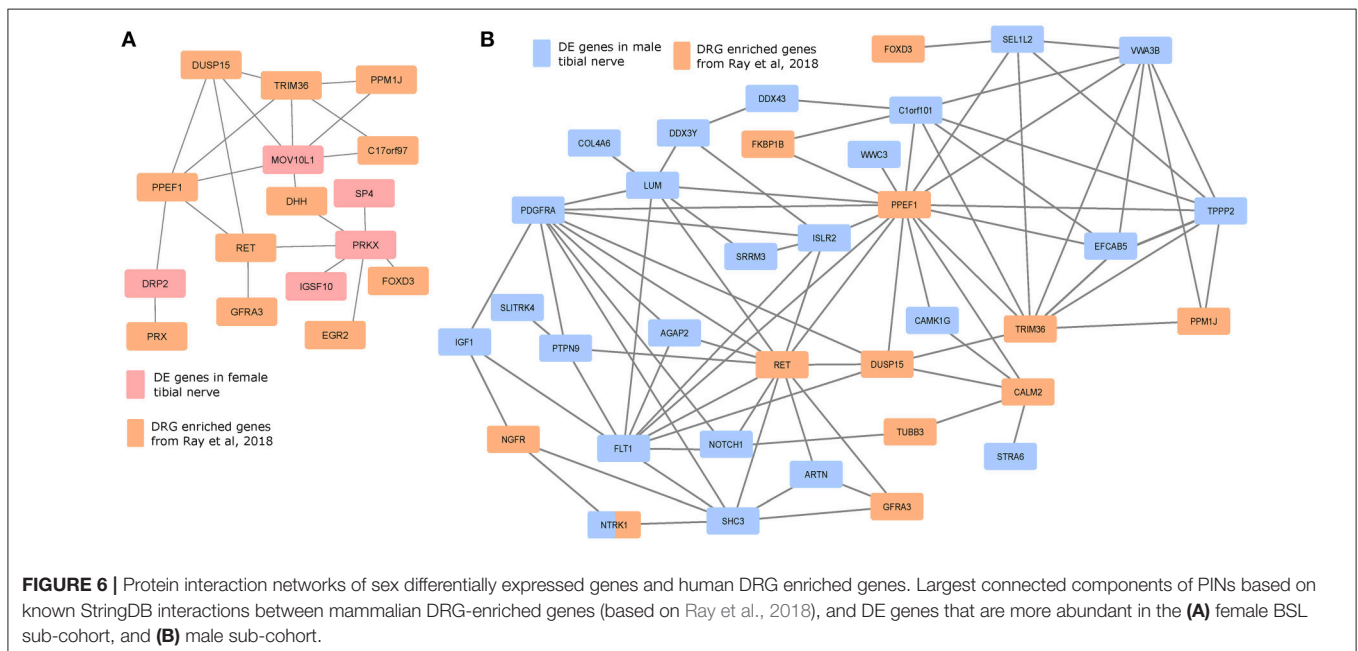 A
DUSP15
TRIM36
PPM1J
MOV10L1
C17orf97
PPEF1
DHH
SP4
RET
PRKX
DRP2
IGSF10
FOXD3
GFRA3
PRX
EGR2
DE genes in female
tibial nerve
DRG enriched genes
from Ray et al, 2018
B
DE genes in male
tibial nerve
DRG enriched genes
from Ray et al, 2018
FOXD3
SEL1L2
VWA3B
DDX43
C1orf101
DDX3Y
COL4A6
FKBP1B
WWC3
LUM
PPEF1
PDGFRA
TPPP2
ISLR2
EFCAB5
SRRM3
SLITRK4
CAMK1G
PPM1J
AGAP2
TRIM36
IGF1
PTPN9
RET
DUSP15
CALM2
TUBB3
NGFR
FLT1
NOTCH1
STRA6
ARTN
GFRA3
NTRK1
SHC3
FIGURE 6 | Protein interaction networks of sex differentially expressed genes and human DRG enriched genes. Largest connected components of PINs based on
known StringDB interactions between mammalian DRG-enriched genes (based on Ray et al., 2018), and DE genes that are more abundant in the (A) female BSL
sub-cohort, and (B) male sub-cohort.